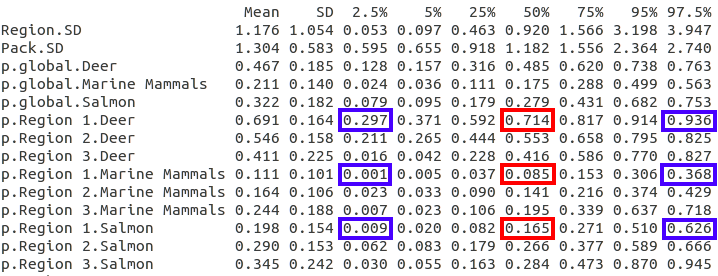 Mean SD 2.5% 5% 25% 50% 75% 95% 97.5%
Region.SD 1.176 1.054 0.053 0.097 0.463 0.920 1.566 3.198 3.947
Pack.SD 1.304 0.583 0.595 0.655 0.918 1.182 1.556 2.364 2.740
p.global.Deer 0.467 0.185 0.128 0.157 0.316 0.485 0.620 0.738 0.763
p.global.Marine Mammals 0.211 0.140 0.024 0.036 0.111 0.175 0.288 0.499 0.563
p.global.Salmon 0.322 0.182 0.079 0.095 0.179 0.279 0.431 0.682 0.753
p.Region 1.Deer 0.691 0.164 0.297 0.371 0.592 0.714 0.817 0.914 0.936
p.Region 2.Deer 0.546 0.158 0.211 0.265 0.444 0.553 0.658 0.795 0.825
p.Region 3.Deer 0.411 0.225 0.016 0.042 0.228 0.416 0.586 0.770 0.827
p.Region 1.Marine Mammals 0.111 0.101 0.001 0.005 0.037 0.085 0.153 0.306 0.368
p.Region 2.Marine Mammals 0.164 0.106 0.023 0.033 0.090 0.141 0.216 0.374 0.429
p.Region 3.Marine Mammals 0.244 0.188 0.007 0.023 0.106 0.195 0.339 0.637 0.718
p.Region 1.Salmon 0.198 0.154 0.009 0.020 0.082 0.165 0.271 0.510 0.626
p.Region 2.Salmon 0.290 0.153 0.062 0.083 0.179 0.266 0.377 0.589 0.666
p.Region 3.Salmon 0.345 0.242 0.030 0.055 0.163 0.284 0.473 0.870 0.945